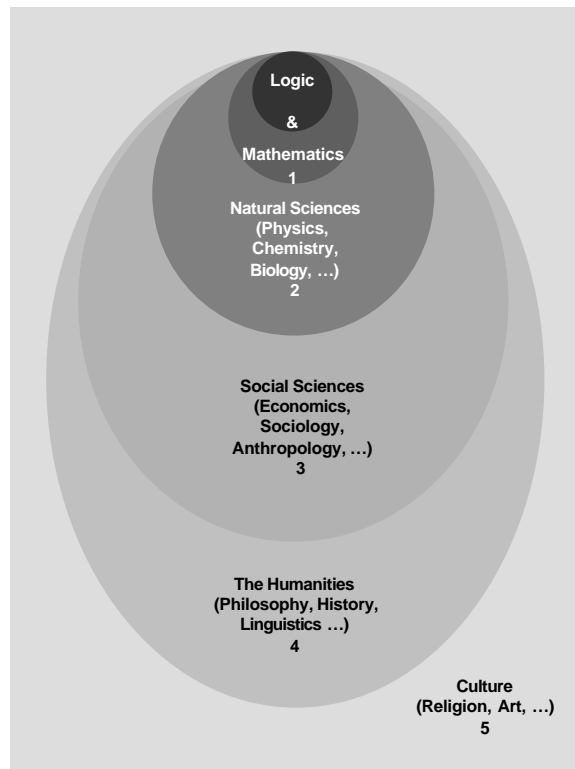 Logic
&
Mathematics
1
Natural Sciences
(Physics,
Chemistry,
Biology, …)
2
Social Sciences
(Economics,
Sociology,
Anthropology, …)
3
The Humanities
(Philosophy, History,
Linguistics …)
4
Culture
(Religion, Art, …)
5